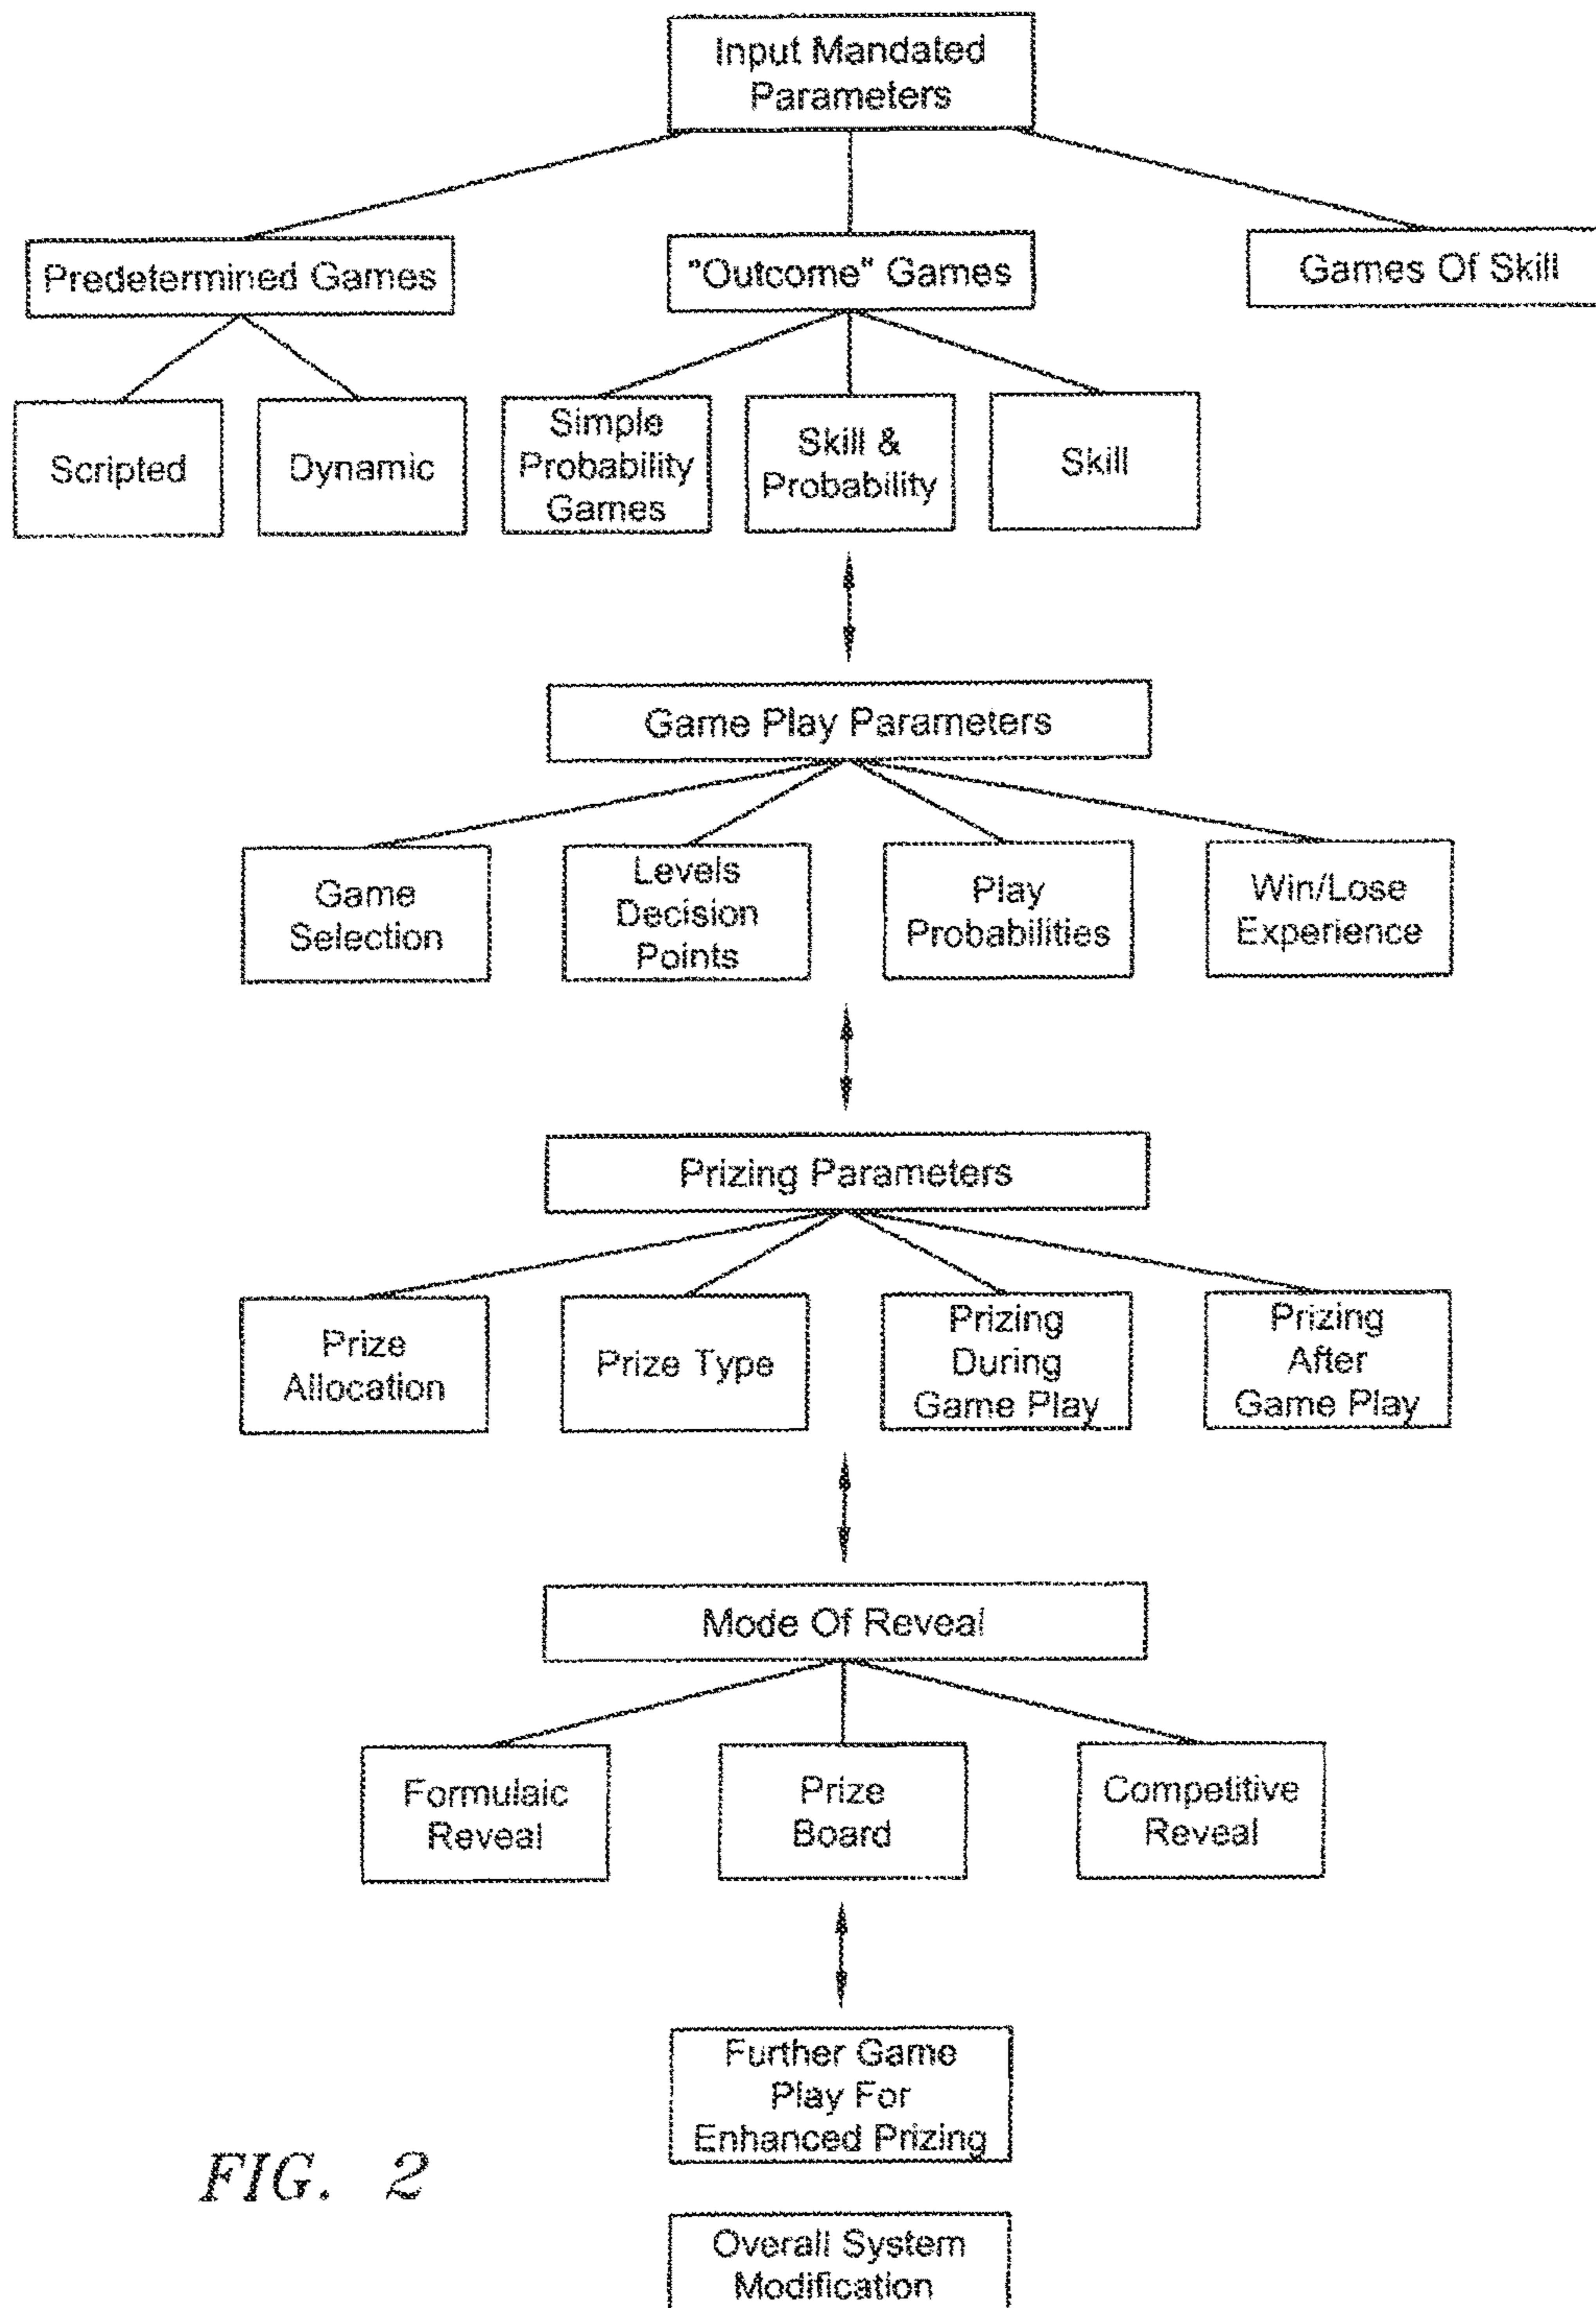 Input Mandated
Parameters
Predetermined Games
"Outcome" Games
Games Of Skill
Scripted
Dynamic
Simple
Probability
Games
Skill &
Probability
Skill
Game Play Parameters
Game
Selection
Levels
Decision
Points
Play
Probabilities
Win/Lose
Experience
Prizing Parameters
Prize
Allocation
Prize Type
Prizing
During
Game Play
Prizing
After
Game Play
Mode Of Reveal
Formulaic
Reveal
Prize
Board
Competitive
Reveal
Further Game
Play For
Enhanced Prizing
FIG. 2
Overall System
Modification